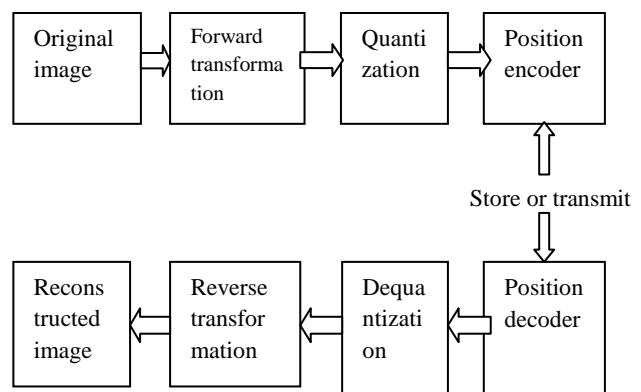 Original
image
Forward
transforma
tion
Quanti
zation
Position
encoder
Store or transmit
Recons
tructed
image
Reverse
transfor
mation
Dequa
ntizati
on
Position
decoder